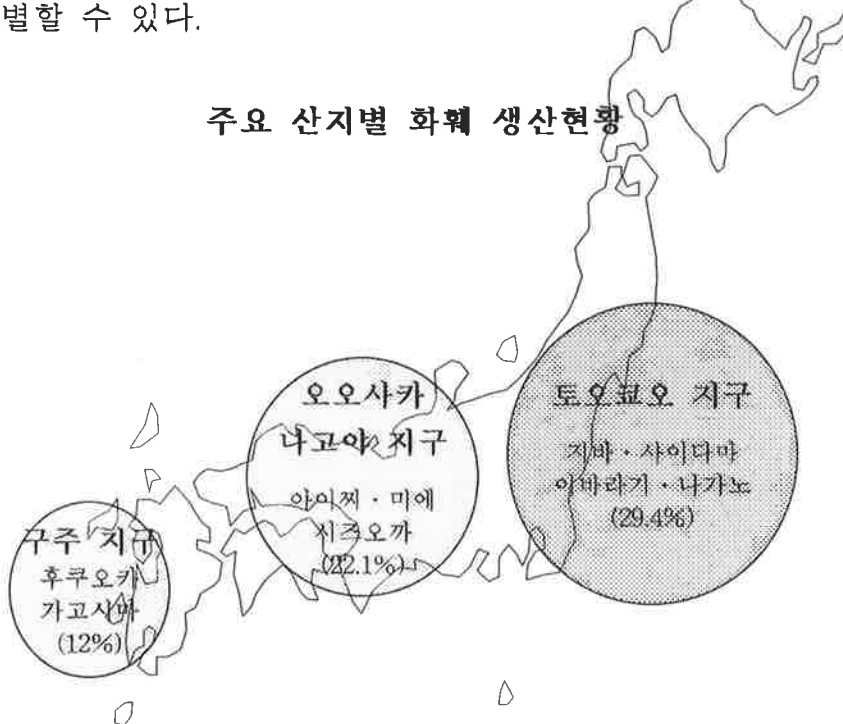 별할 수 있다.
주요 산지별 화훼 생산현황
오오사카
나고야 지구
아이찌 · 미에
시즈오까
(22.1%)
토오쿄오 지구
지바 · 사이다마
이바라기 · 나가노
(29.4%)
구주 지구
후쿠오카
가고시마
(12%)